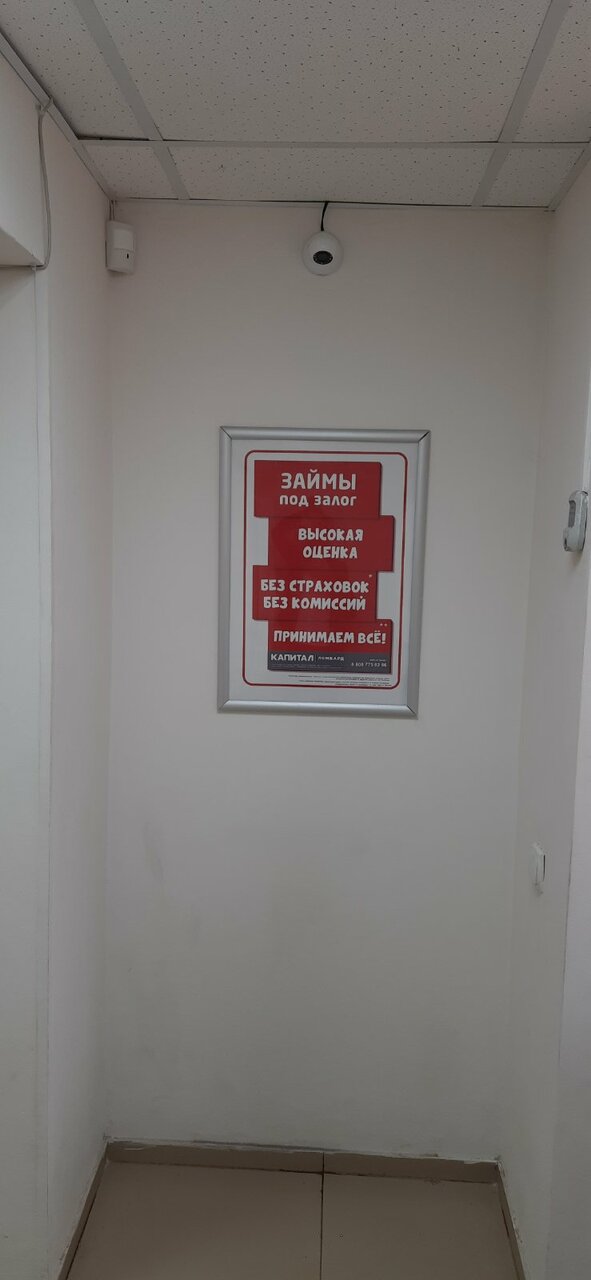 ЗАЙМЫ
ПОД ЗАЛОГ
ВЫСОКАЯ
ОЦЕНКА
БЕЗ СТРАХОВОК*
БЕЗ КОМИССИЙ
**
ПРИНИМАЕМ ВСЁ!
КАПИТАЛ ЛОМБАРД